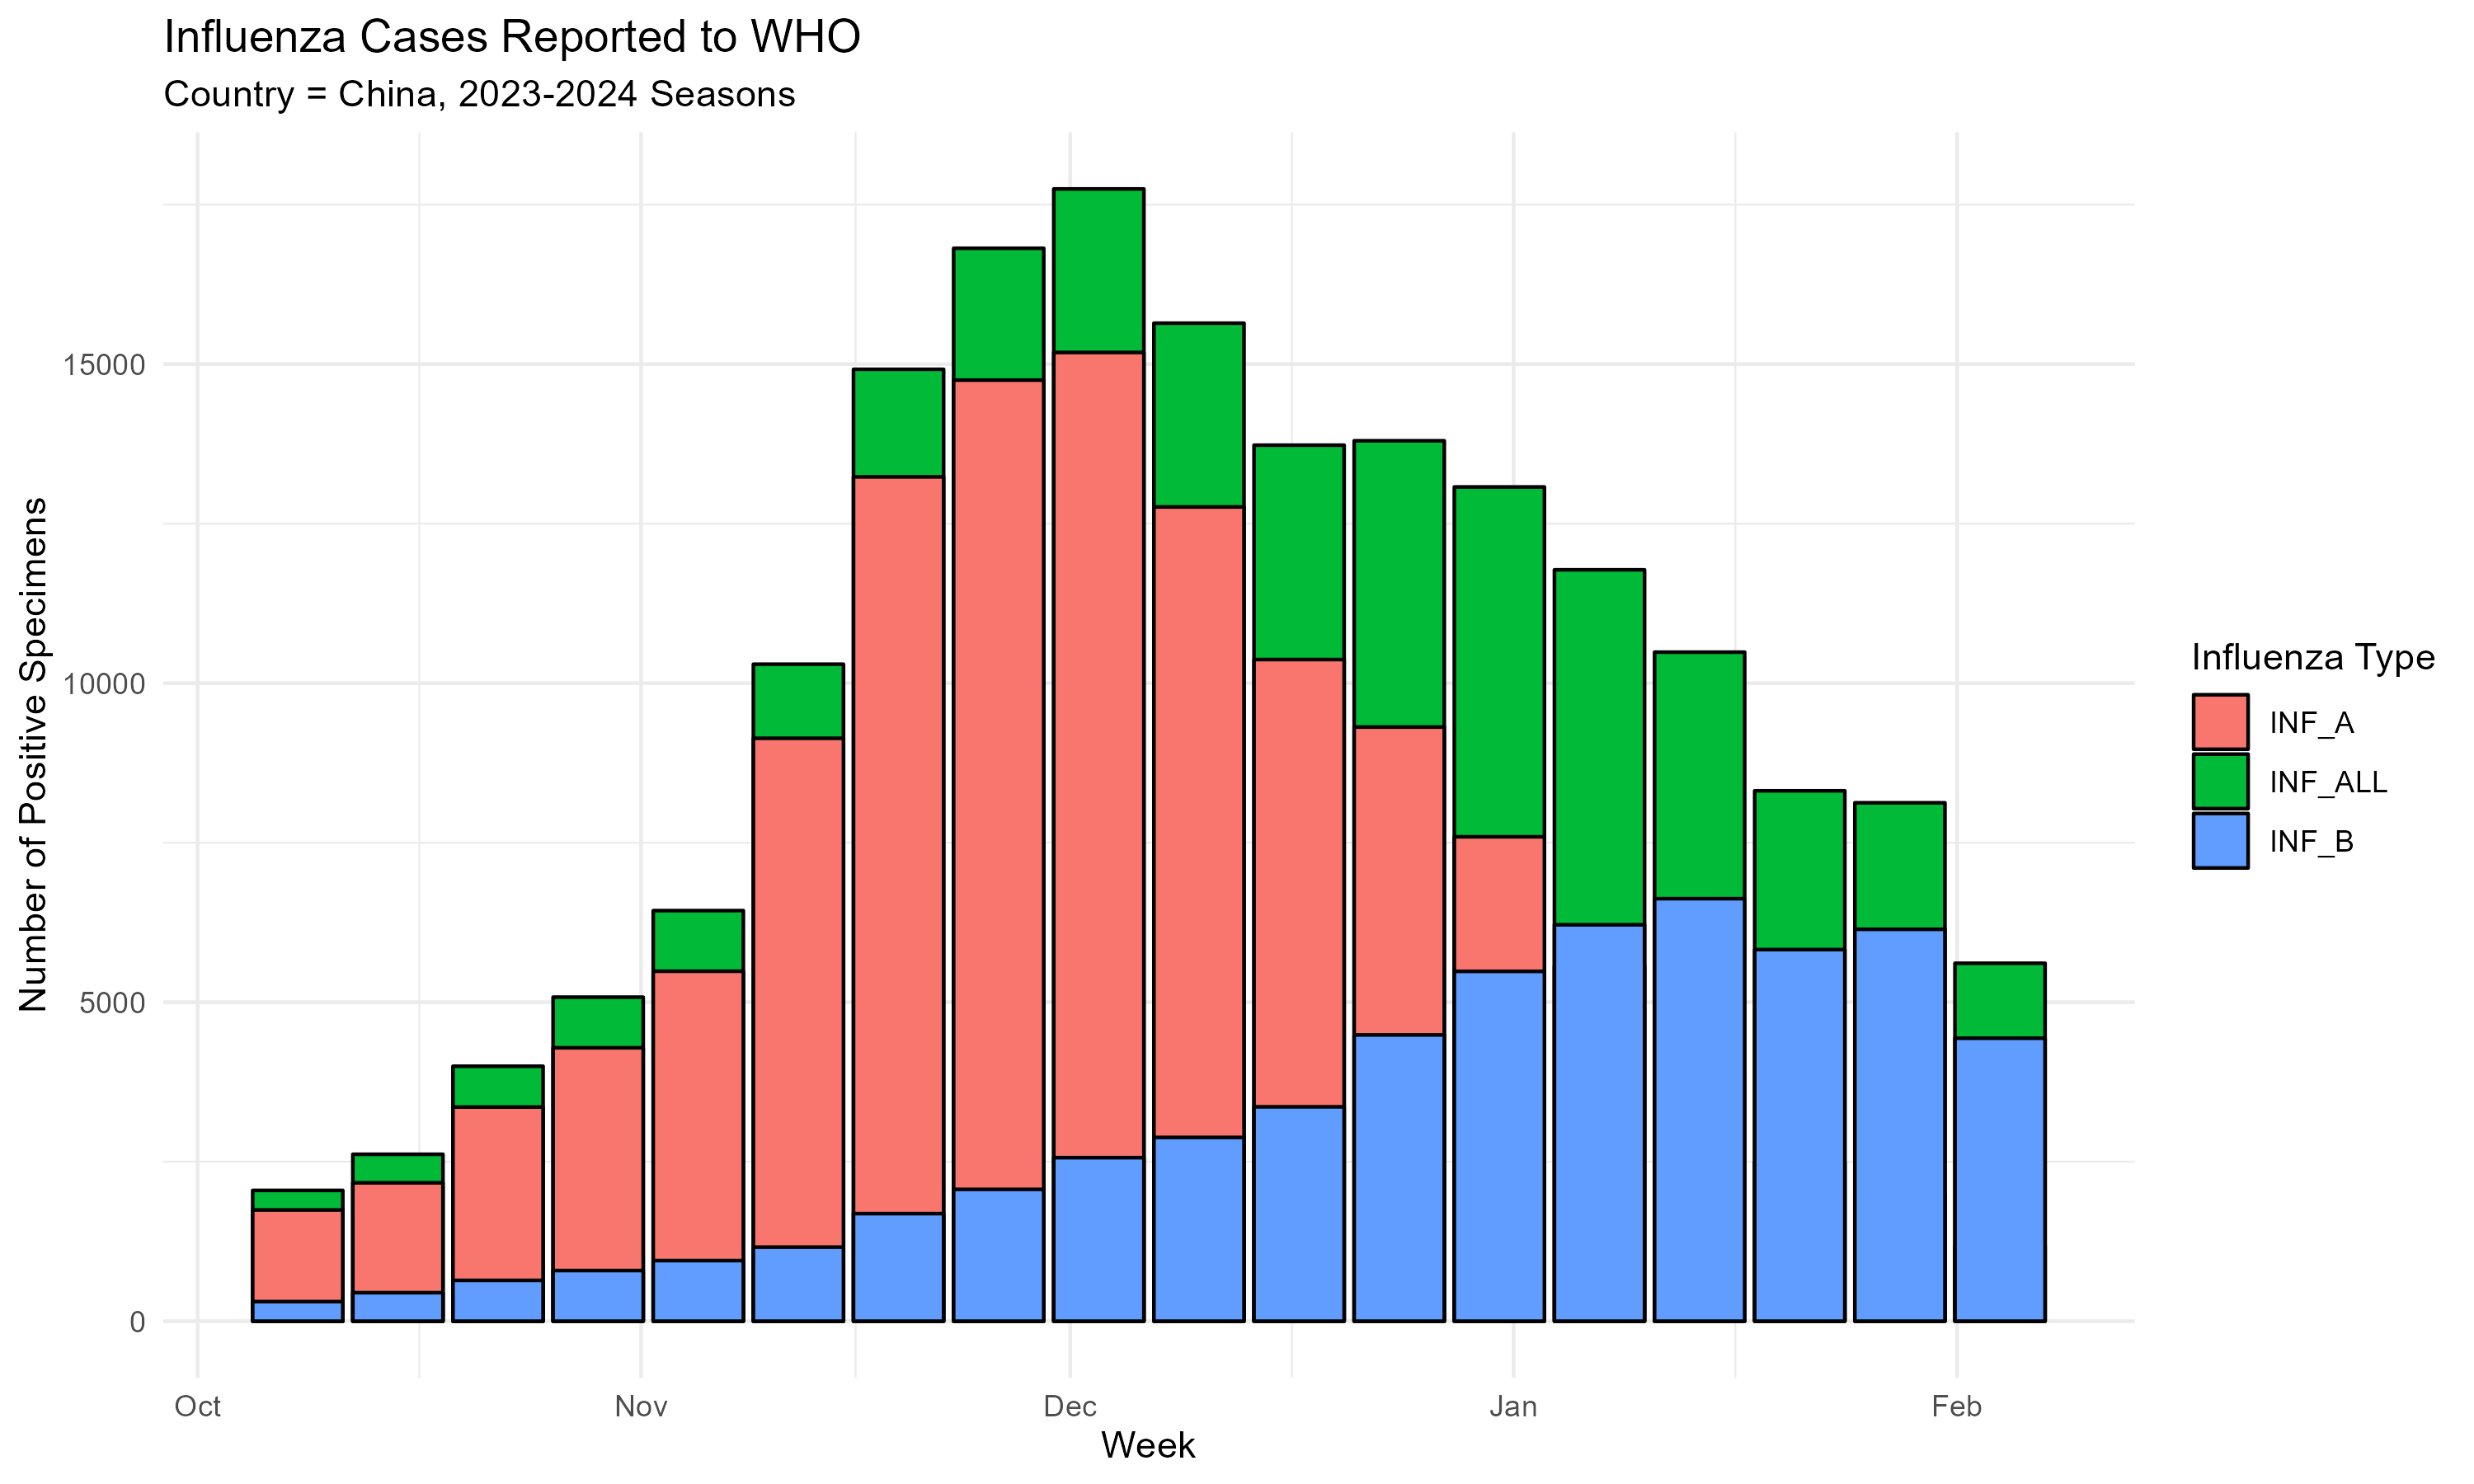 Influenza Cases Reported to WHO
Country = China, 2023-2024 Seasons
Number of Positive Specimens
15000
10000
5000
0
Oct
Nov
Dec
Jan
Feb
Week
Influenza Type
INF_A
INF_ALL
INF_B